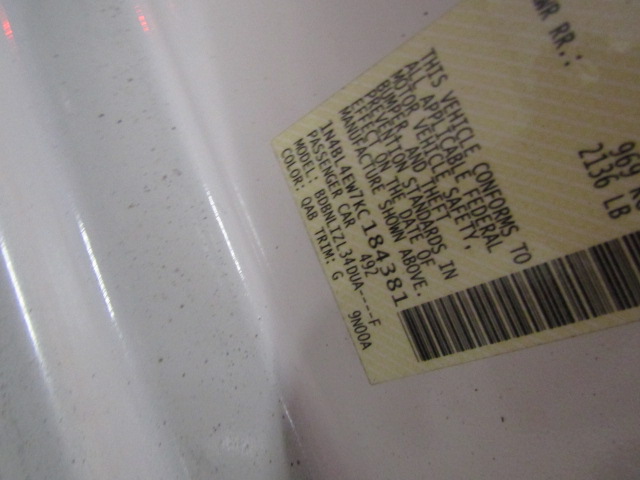 WR RR.:
969
2136 LB
THIS VEHICLE CONFORMS TO
ALL APPLICABLE FEDERAL
MOTOR VEHICLE SAFETY,
BUMPER AND THEFT
PREVENTION STANDARDS IN
EFFECT ON THE DATE OF
MANUFACTURE SHOWN ABOVE.
1N4BL4EW7KC184381
PASSENGER CAR 492
MODEL: BDBNLIZL34DUA----F
COLOR: QAB TRIM: G 9N00A